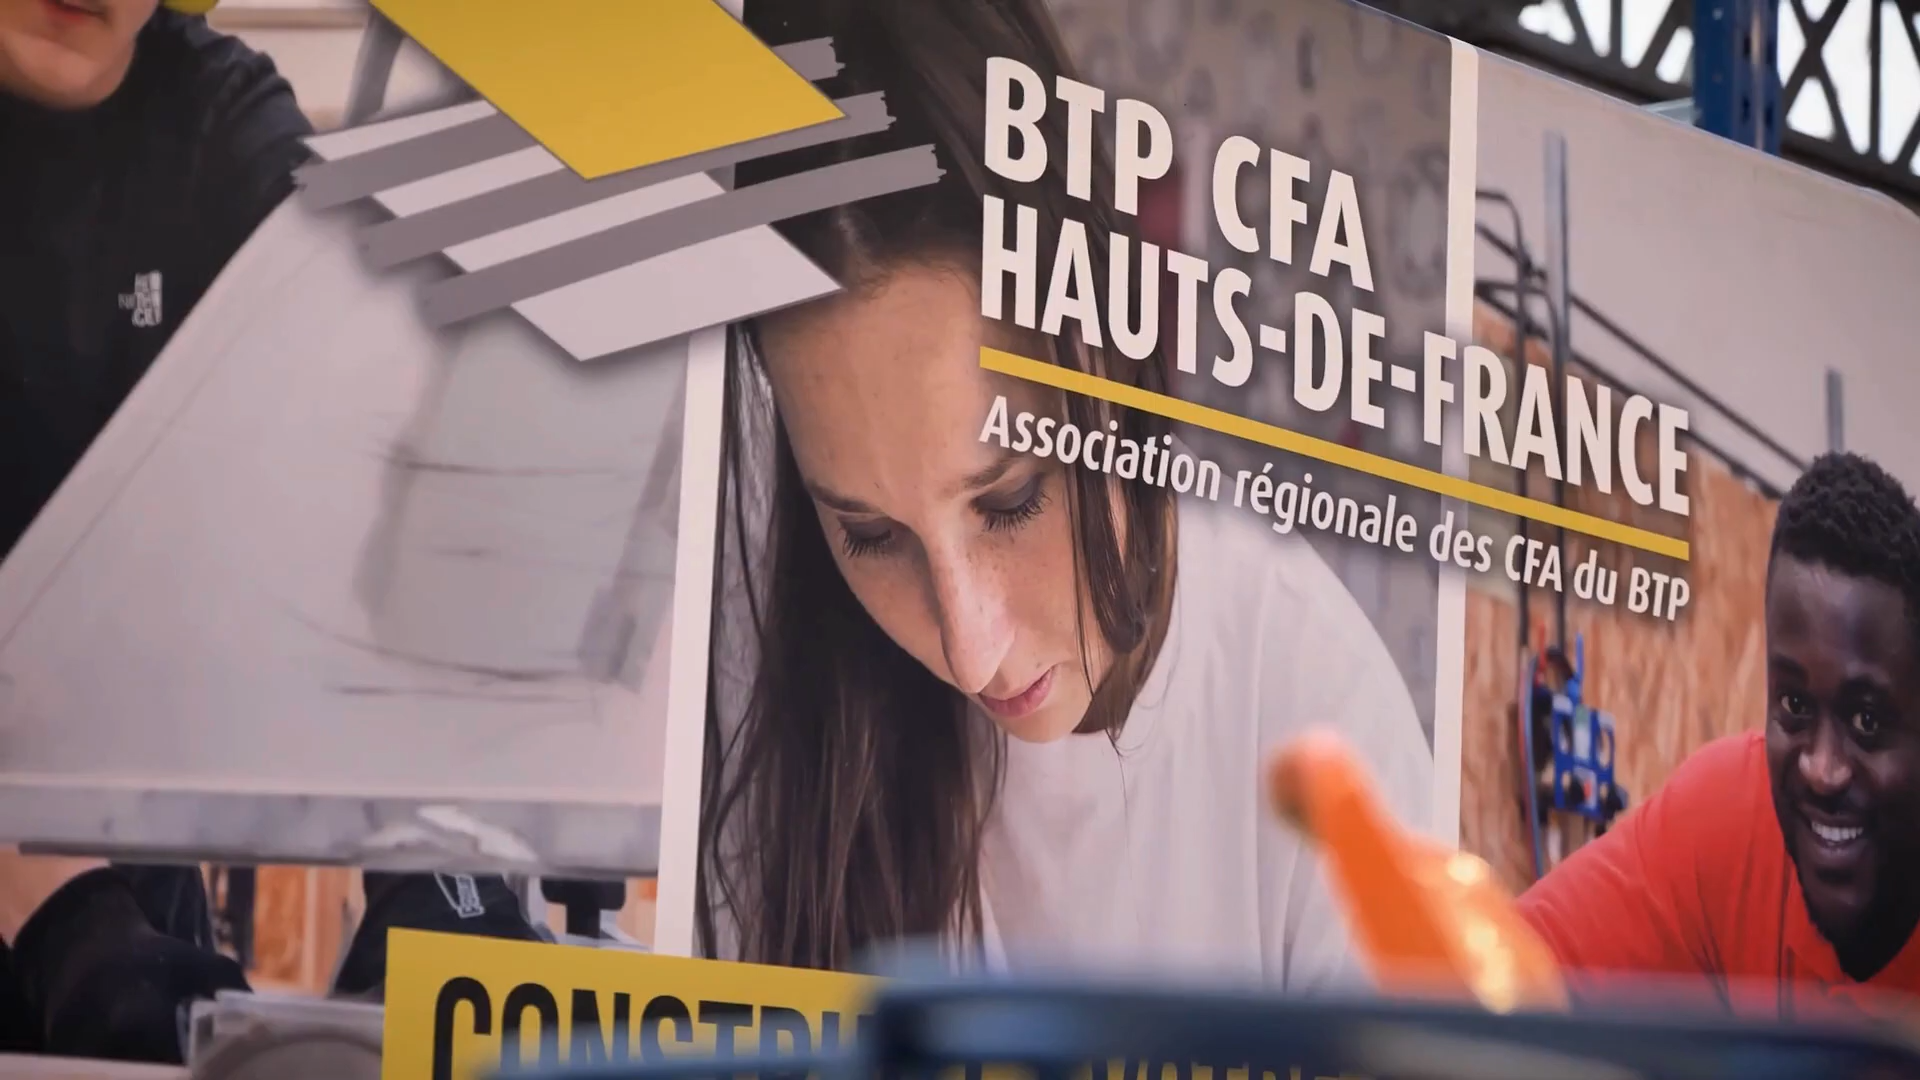 BTP CFA
HAUTS-DE-FRANCE
Association régionale des CFA du BTP